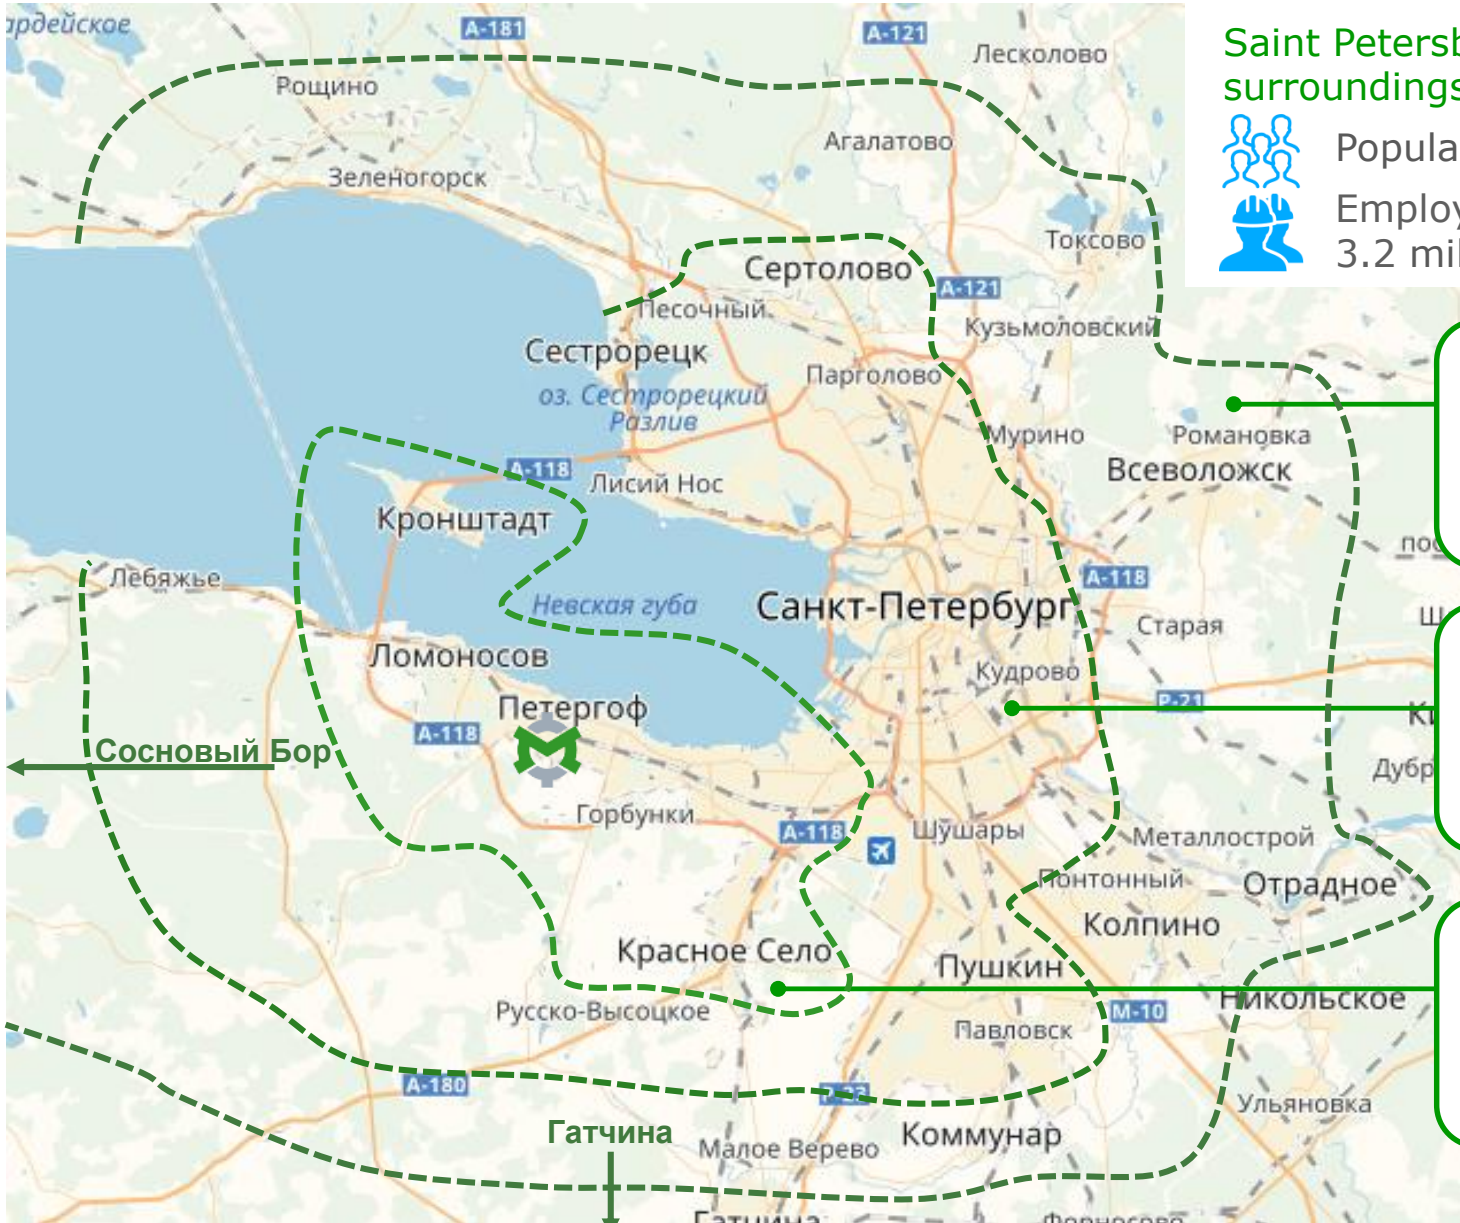 А-181
А-121
Лесколово
Saint Petersb
surroundings
Рощино
Агалатово
Popula
Зеленогорск
Employ
3.2 mil
Токсово
Сертолово
А-121
Песочный
Кузьмоловский
Сестрорецк
Парголово
оз. Сестрорецкий
Разлив
Мурино
Романовка
Всеволожск
А-118
Лисий Нос
Кронштадт
Лебяжье
А-118
Невская губа
Санкт-Петербург
Старая
Ломоносов
Кудрово
Р-21
Петергоф
А-118
Сосновый Бор
Горбунки
А-118
Шушары
Металлострой
Понтонный
Отрадное
Колпино
Красное Село
Пушкин
Никольское
Русско-Высоцкое
М-10
Павловск
А-180
Р-23
Ульяновка
Гатчина
Малое Верево
Коммунар